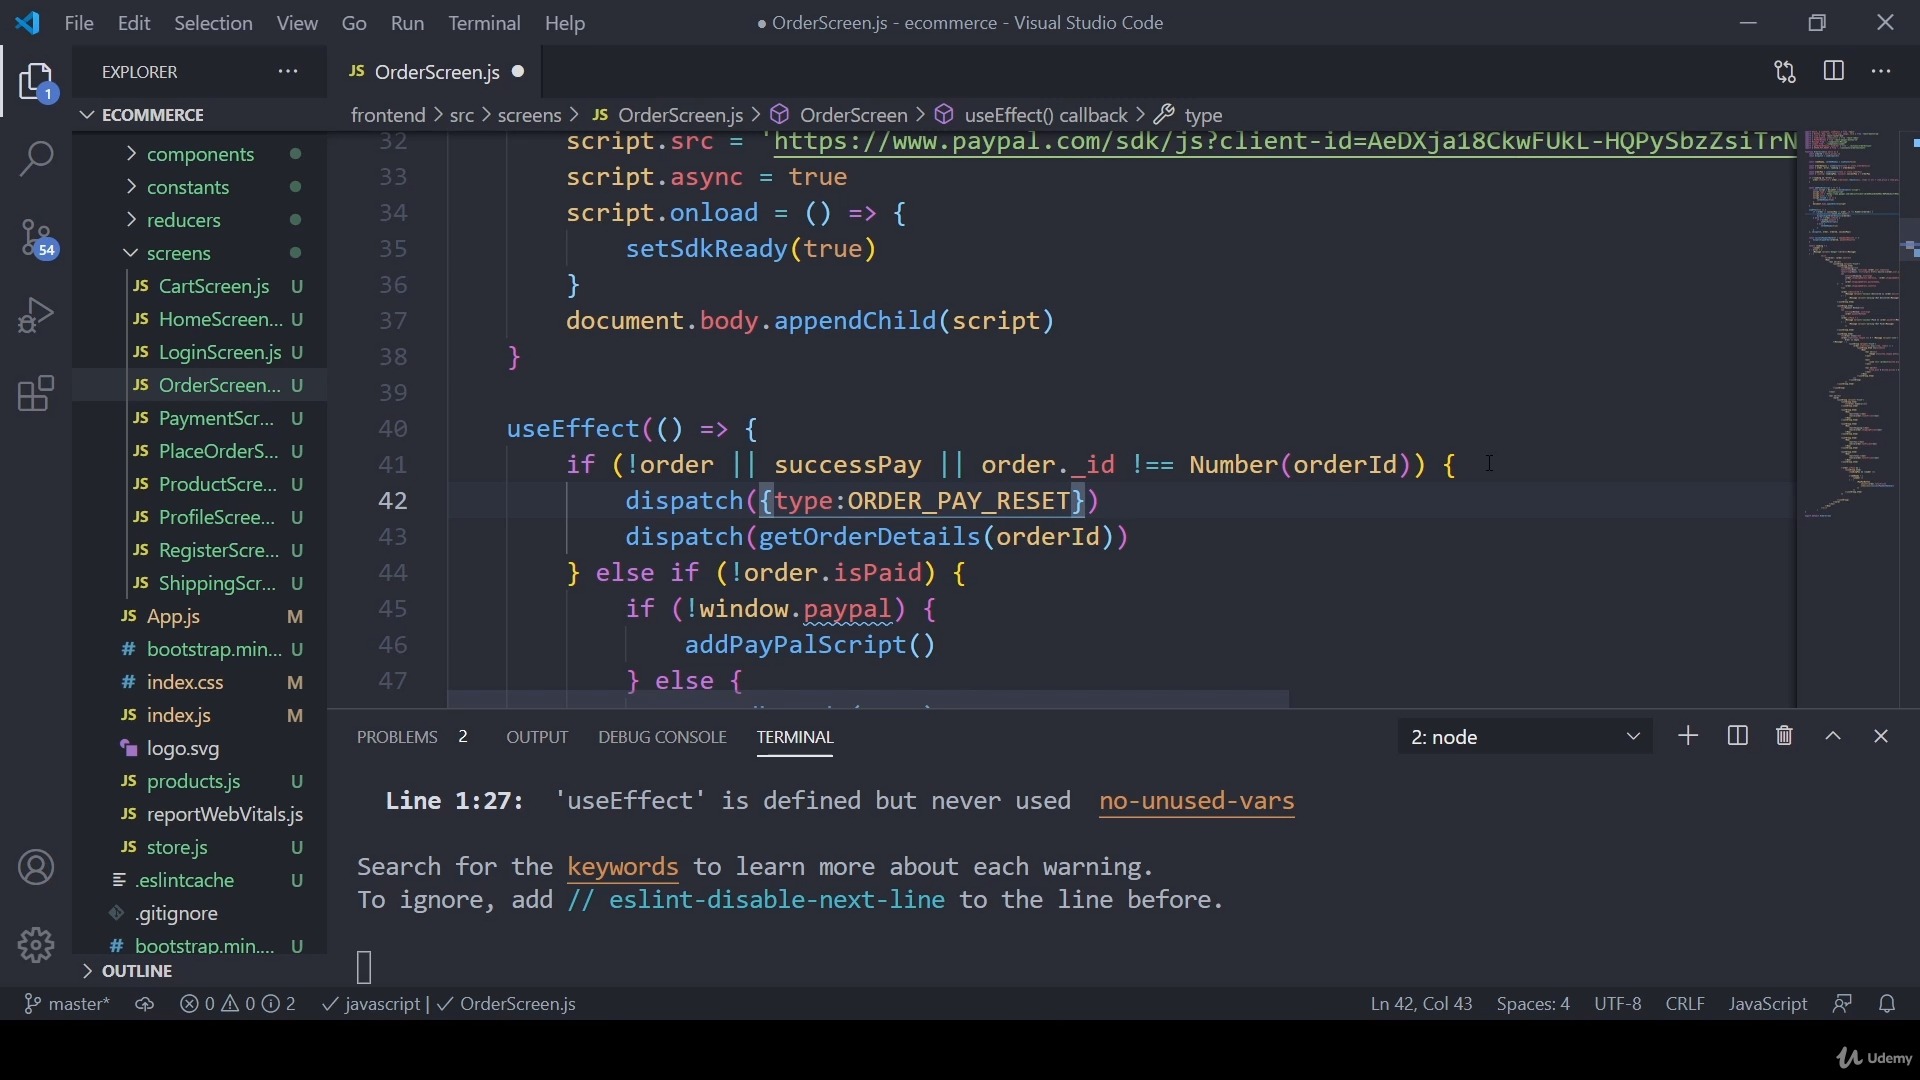 File Edit Selection View Go Run Terminal Help
● OrderScreen.js - ecommerce - Visual Studio Code
EXPLORER
JS OrderScreen.js
ECOMMERCE
frontend > src > screens > JS OrderScreen.js > OrderScreen > useEffect() callback > type
1
54
components
constants
reducers
screens
JS CartScreen.js U
JS HomeScreen... U
JS LoginScreen.js U
JS OrderScreen... U
JS PaymentScr... U
JS PlaceOrderS... U
JS ProductScre... U
JS ProfileScree... U
JS RegisterScre... U
JS ShippingScr... U
JS App.js M
# bootstrap.min... U
# index.css M
JS index.js M
logo.svg
JS products.js U
JS reportWebVitals.js
JS store.js U
.eslintcache U
.gitignore
# bootstrap.min.... U
OUTLINE
32 script.src = 'https://www.paypal.com/sdk/js?client-id=AeDXja18CkwFUkL-HQPySbzZsiTrN
33 script.async = true
34 script.onload = () => {
35 setSdkReady(true)
36 }
37 document.body.appendChild(script)
38 }
39
40 useEffect(() => {
41 if (!order || successPay || order._id !== Number(orderId)) {
42 dispatch({type:ORDER_PAY_RESET})
43 dispatch(getOrderDetails(orderId))
44 } else if (!order.isPaid) {
45 if (!window.paypal) {
46 addPayPalScript()
47 } else {
PROBLEMS 2 OUTPUT DEBUG CONSOLE TERMINAL 2: node
Line 1:27: 'useEffect' is defined but never used no-unused-vars
Search for the keywords to learn more about each warning.
To ignore, add // eslint-disable-next-line to the line before.
master* 0 0 2 javascript | OrderScreen.js Ln 42, Col 43 Spaces: 4 UTF-8 CRLF JavaScript
Udemy